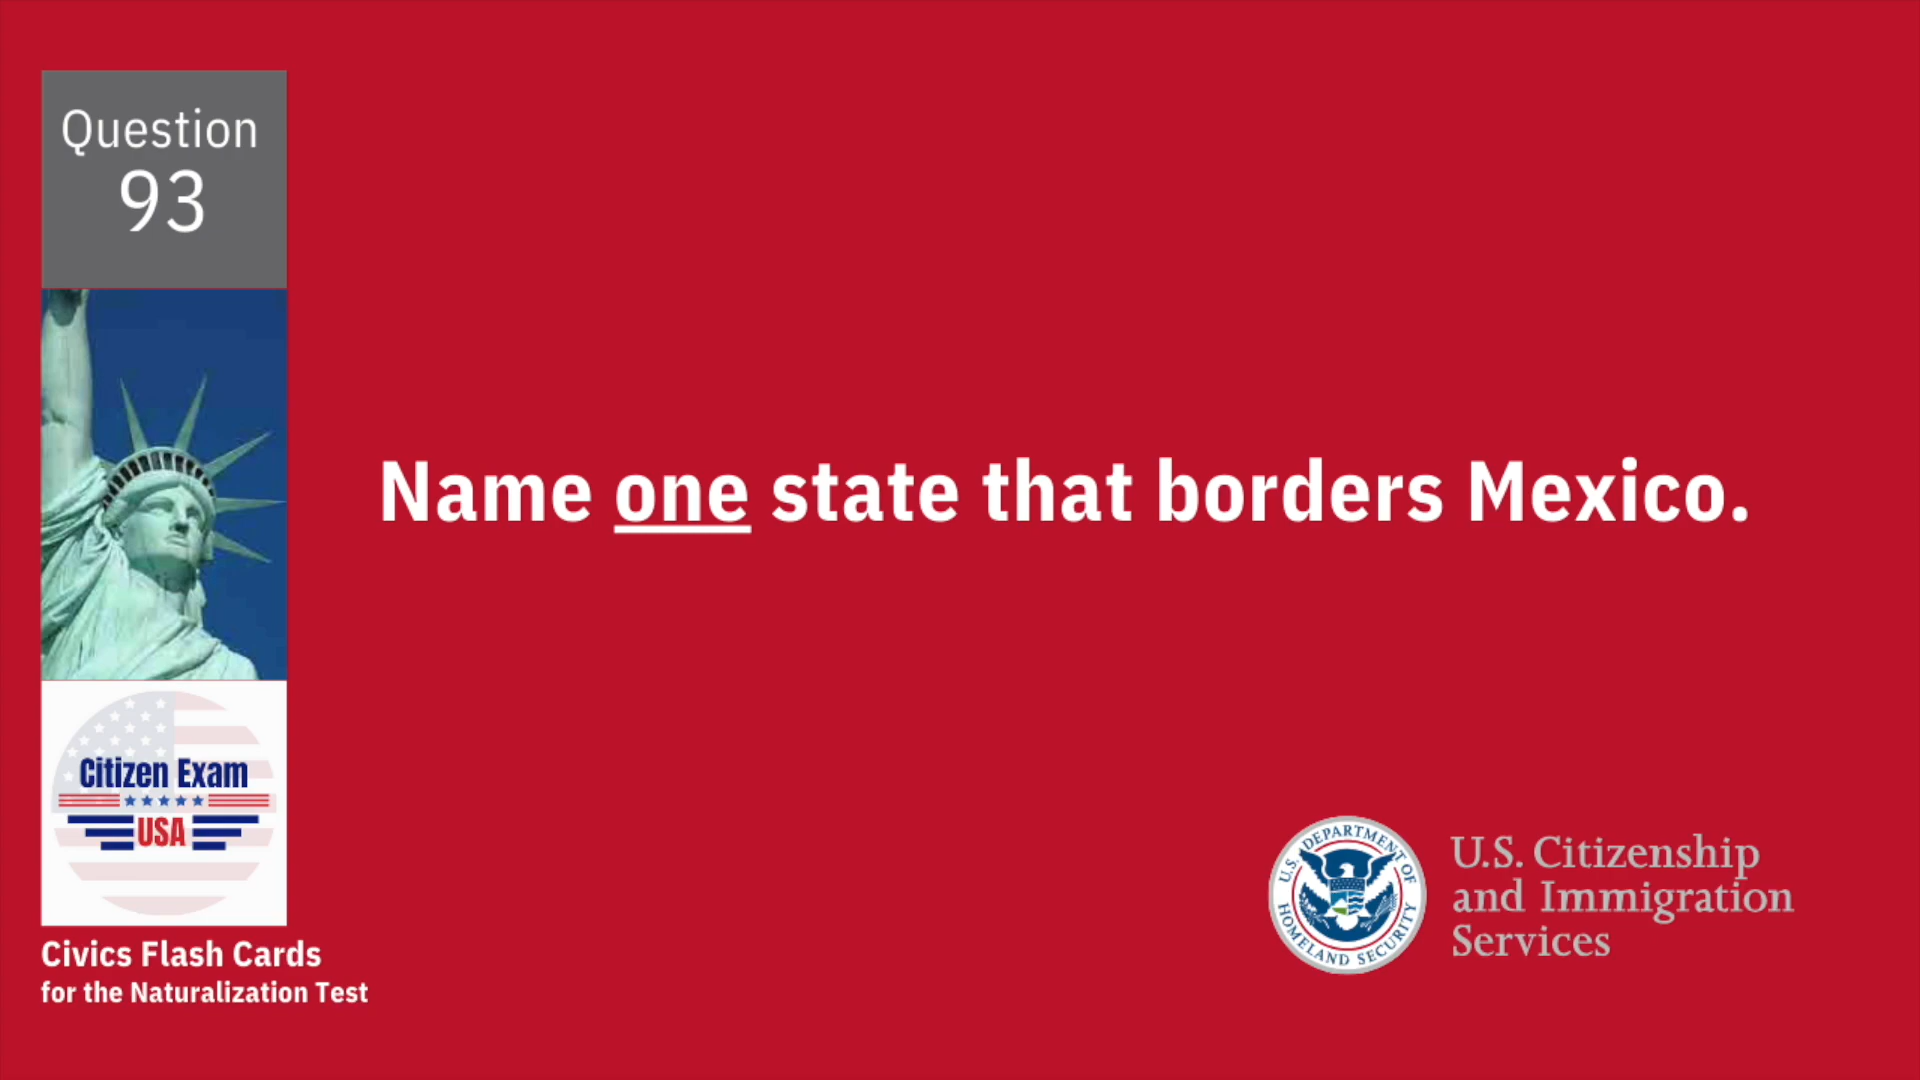 Question
93
Name one state that borders Mexico.
Citizen Exam
USA
Civics Flash Cards
for the Naturalization Test
U.S. DEPARTMENT OF
HOMELAND SECURITY
U.S. Citizenship
and Immigration
Services